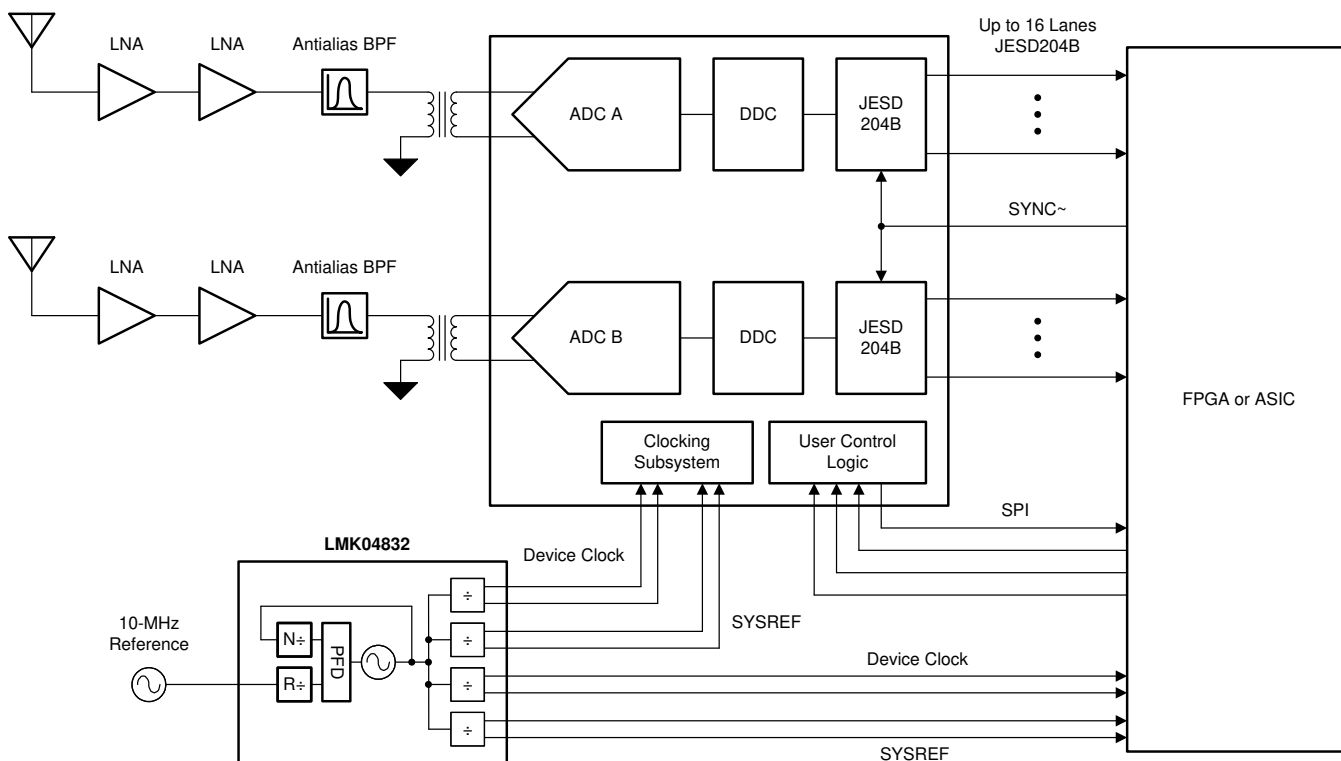 Up to 16 Lanes
JESD204B
LNA
LNA
Antialias BPF
ADC A
DDC
JESD
204B
SYNC~
LNA
LNA
Antialias BPF
ADC B
DDC
JESD
204B
FPGA or ASIC
Clocking
Subsystem
User Control
Logic
SPI
LMK04832
Device Clock
10-MHz
Reference
N÷
R÷
PFD
÷
÷
÷
÷
SYSREF
Device Clock
SYSREF